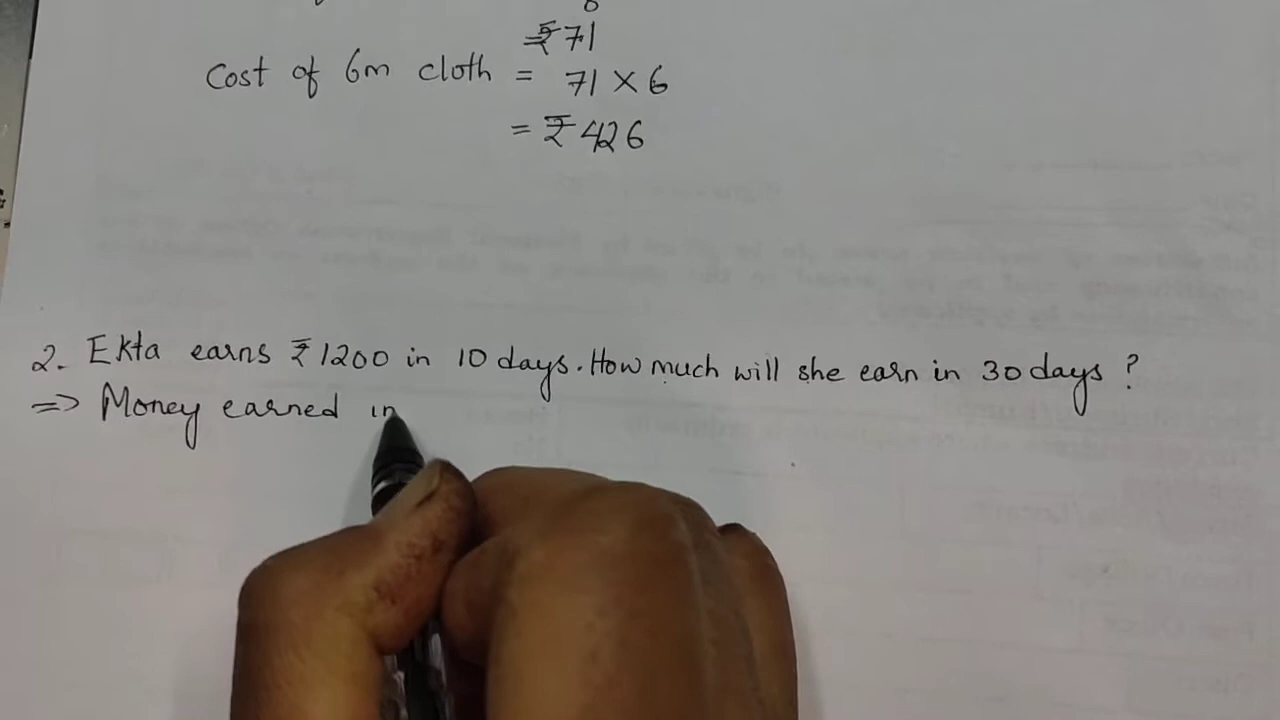 = ₹ 71
Cost of 6m cloth = 71 × 6
= ₹ 426
2. Ekta earns ₹ 1200 in 10 days. How much will she earn in 30 days ?
=> Money earned in